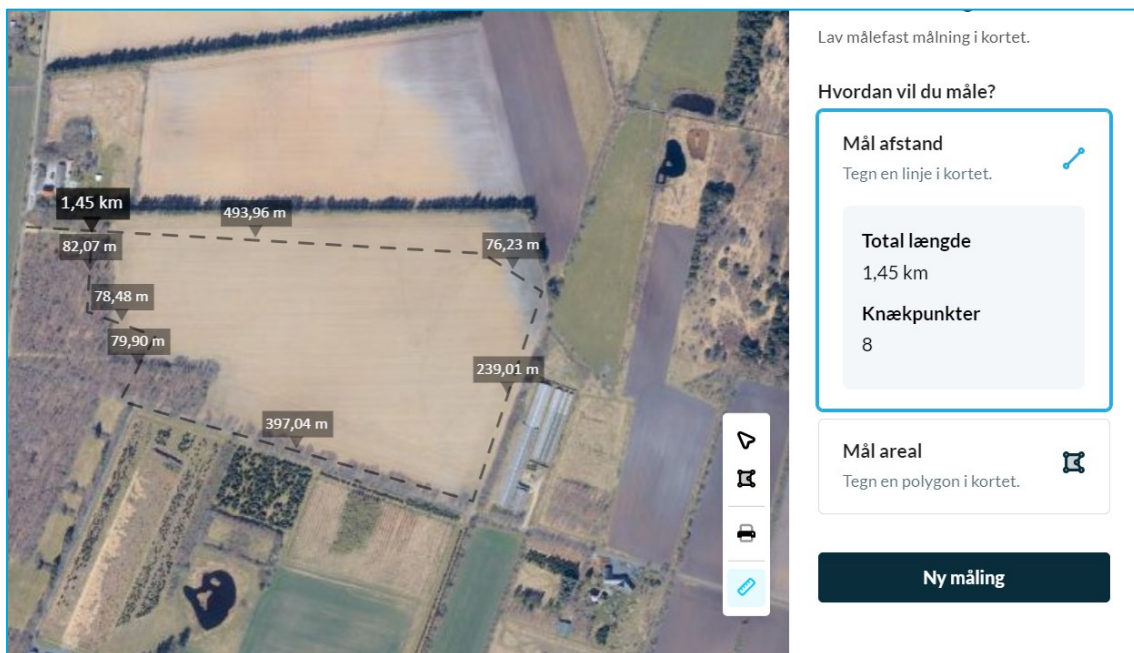 Lav målefast målning i kortet.
Hvordan vil du måle?
Mål afstand
Tegn en linje i kortet.
Total længde
1,45 km
Knækpunkter
8
Mål areal
Tegn en polygon i kortet.
Ny måling
1,45 km
493,96 m
82,07 m
76,23 m
78,48 m
79,90 m
239,01 m
397,04 m